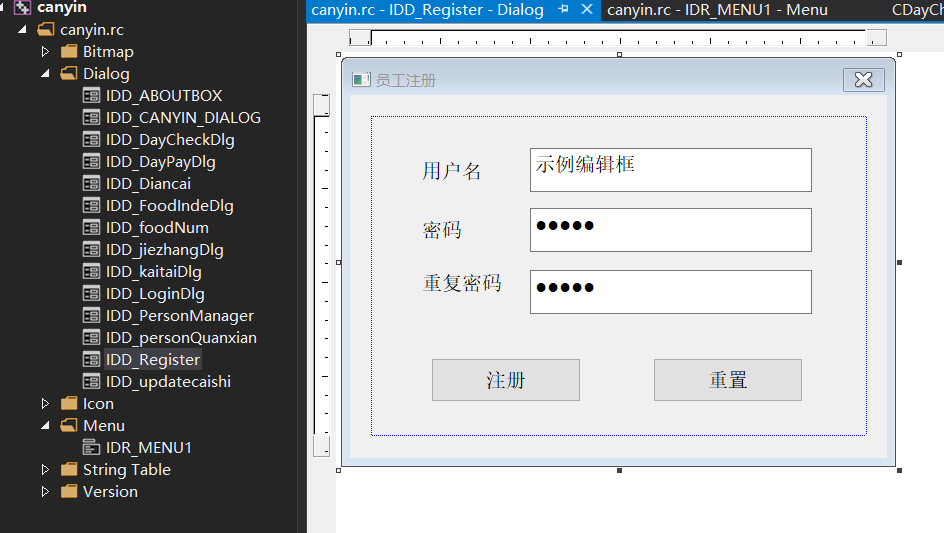 canyin
canyin.rc
Bitmap
Dialog
IDD_ABOUTBOX
IDD_CANYIN_DIALOG
IDD_DayCheckDlg
IDD_DayPayDlg
IDD_Diancai
IDD_FoodIndeDlg
IDD_foodNum
IDD_jiezhangDlg
IDD_kaitaiDlg
IDD_LoginDlg
IDD_PersonManager
IDD_personQuanxian
IDD_Register
IDD_updatecaishi
Icon
Menu
IDR_MENU1
String Table
Version
canyin.rc - IDD_Register - Dialog
canyin.rc - IDR_MENU1 - Menu
CDayCh
员工注册
用户名
示例编辑框
密码
●●●●●
重复密码
●●●●●
注册
重置